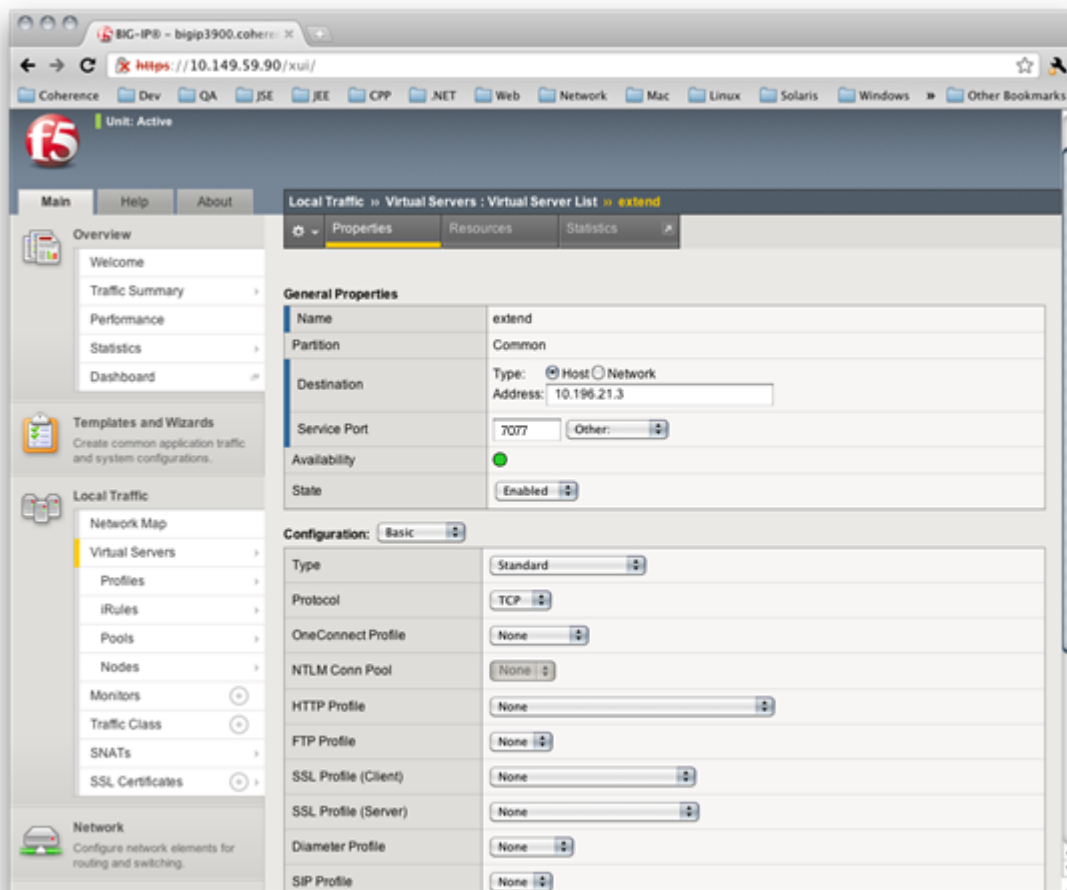 BIG-IP® – bigip3900.cohere
https://10.149.59.90/xui/
Coherence Dev QA JSE JEE CPP .NET Web Network Mac Linux Solaris Windows » Other Bookmarks
f5
Unit: Active
Main Help About
Local Traffic » Virtual Servers : Virtual Server List » extend
Properties Resources Statistics
Overview
Welcome
Traffic Summary
Performance
Statistics
Dashboard
Templates and Wizards
Create common application traffic
and system configurations.
Local Traffic
Network Map
Virtual Servers
Profiles
iRules
Pools
Nodes
Monitors
Traffic Class
SNATs
SSL Certificates
Network
Configure network elements for
routing and switching.
General Properties
Name extend
Partition Common
Destination
Type: Host Network
Address: 10.196.21.3
Service Port 7077 Other:
Availability
State Enabled
Configuration: Basic
Type Standard
Protocol TCP
OneConnect Profile None
NTLM Conn Pool None
HTTP Profile None
FTP Profile None
SSL Profile (Client) None
SSL Profile (Server) None
Diameter Profile None
SIP Profile None